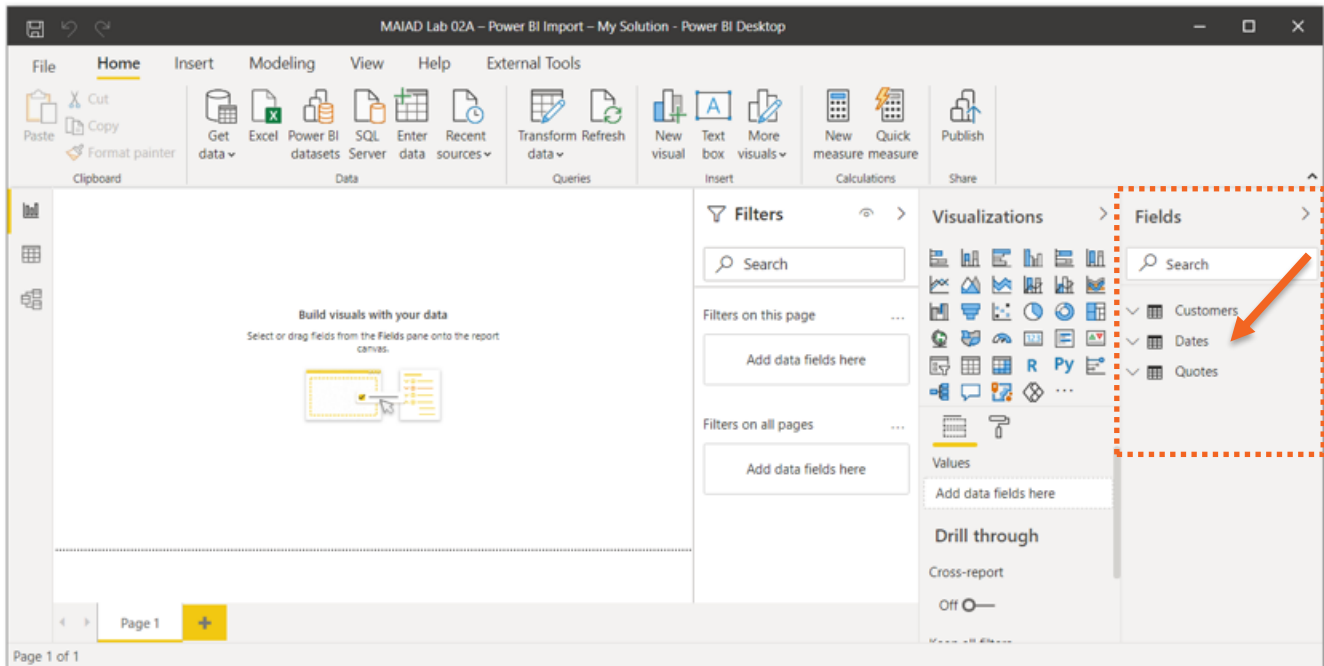 MAIAD Lab 02A – Power BI Import – My Solution - Power BI Desktop
File Home Insert Modeling View Help External Tools
Paste
Cut
Copy
Format painter
Clipboard
Get data
Excel
Power BI datasets
SQL Server
Enter data
Recent sources
Data
Transform data
Refresh
Queries
New visual
Text box
More visuals
Insert
New measure
Quick measure
Calculations
Publish
Share
Build visuals with your data
Select or drag fields from the Fields pane onto the report
canvas.
Filters
Search
Filters on this page
Add data fields here
Filters on all pages
Add data fields here
Visualizations
123
R Py
Values
Add data fields here
Drill through
Cross-report
Off
Fields
Search
Customers
Dates
Quotes
Page 1
Page 1 of 1